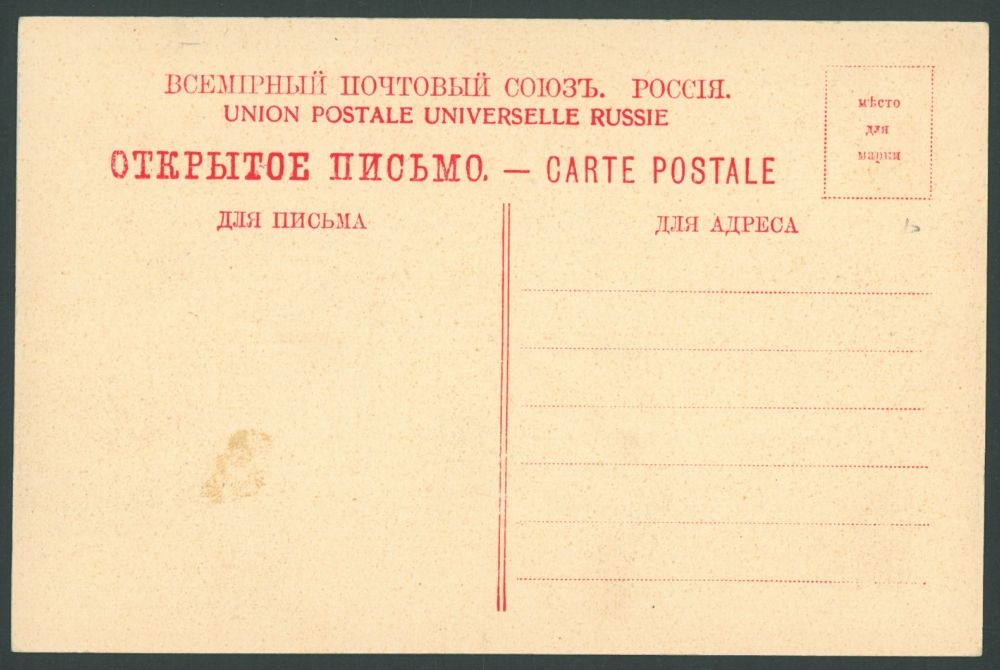 ВСЕМІРНЫЙ ПОЧТОВЫЙ СОЮЗЪ. РОССІЯ.
UNION POSTALE UNIVERSELLE RUSSIE
ОТКРЫТОЕ ПИСЬМО. — CARTE POSTALE
мѣсто
для
марки
ДЛЯ ПИСЬМА
ДЛЯ АДРЕСА